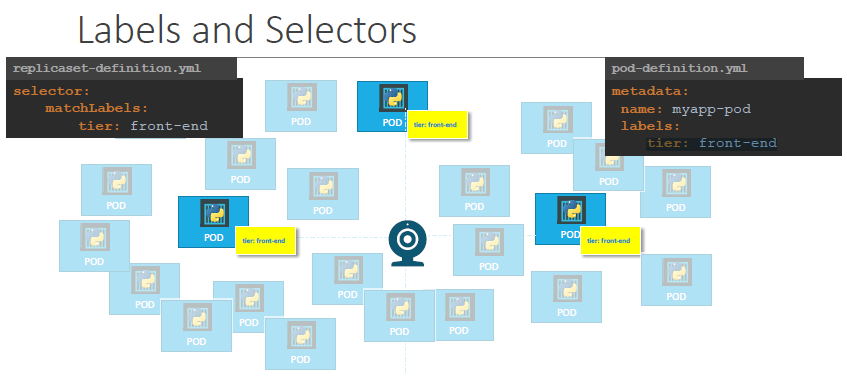 Labels and Selectors
replicaset-definition.yml
selector:
matchLabels:
tier: front-end
pod-definition.yml
metadata:
name: myapp-pod
labels:
tier: front-end
POD
POD
tier: front-end
POD
POD
POD
POD
POD
POD
POD
POD
tier: front-end
POD
tier: front-end
POD
POD
POD
POD
POD
POD
POD
POD
POD
POD
POD